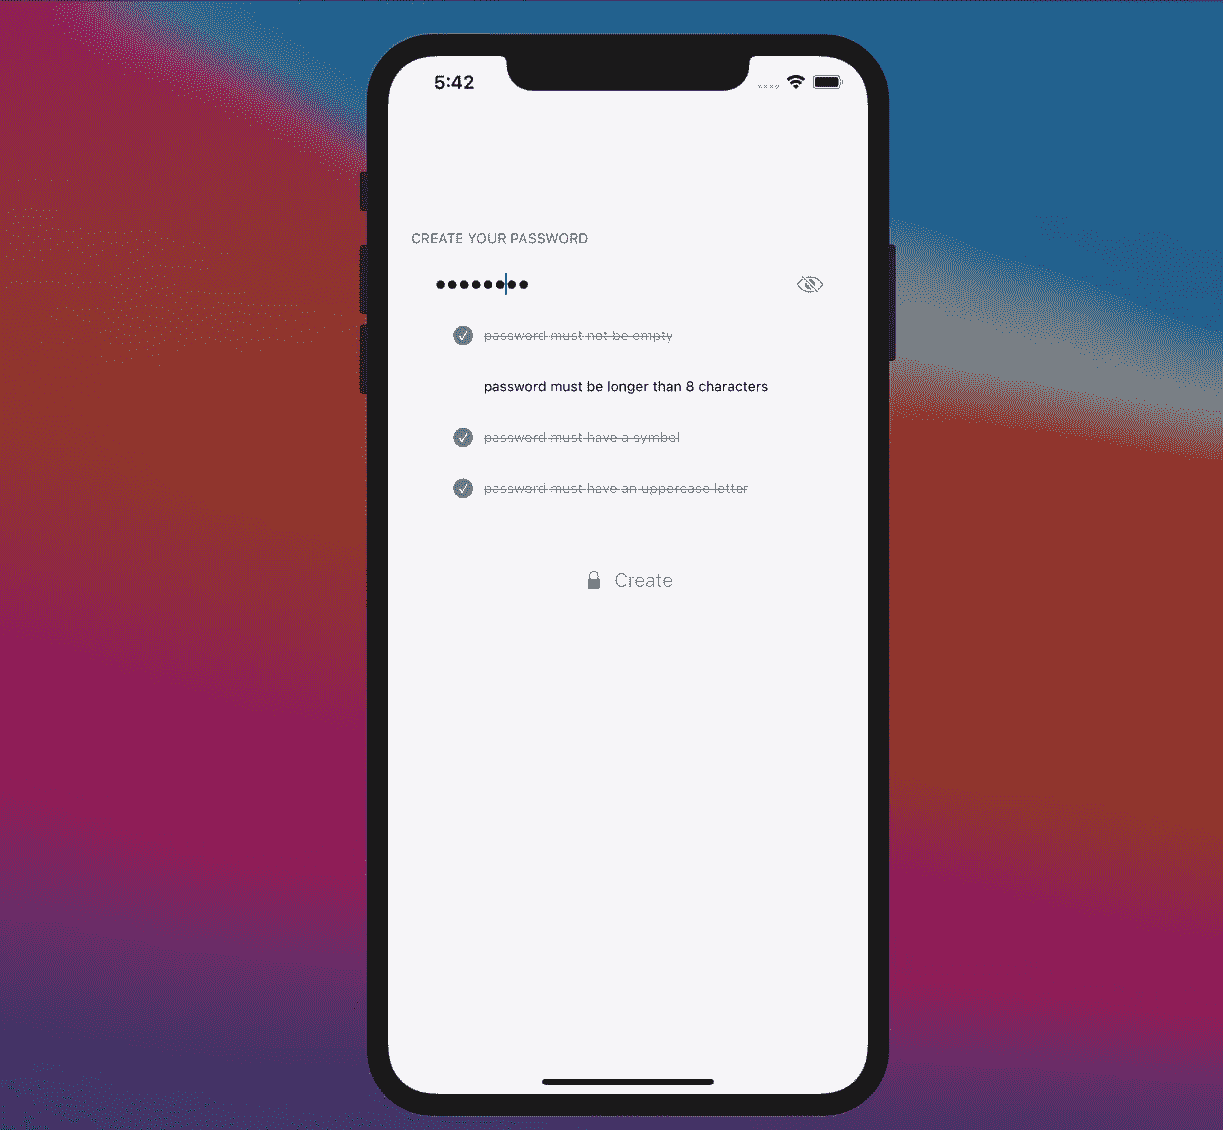 5:42
CREATE YOUR PASSWORD
password must not be empty
password must be longer than 8 characters
password must have a symbol
password must have an uppercase letter
Create